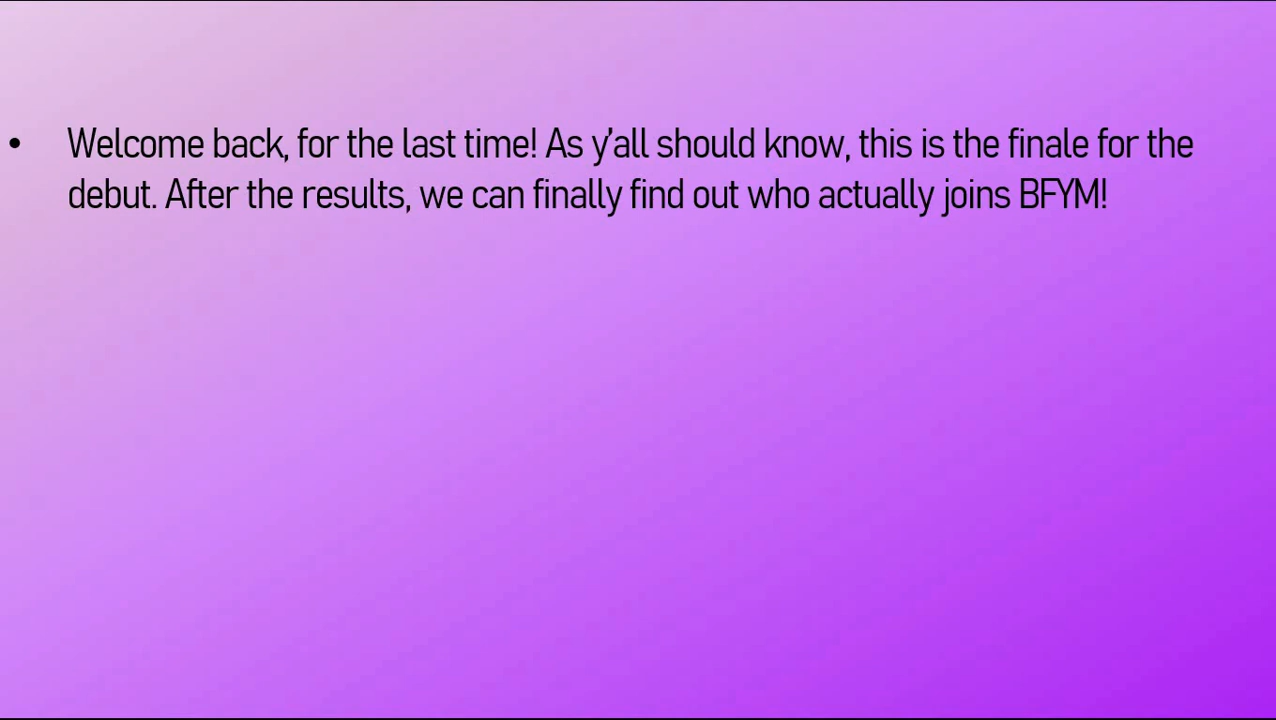 • Welcome back, for the last time! As y’all should know, this is the finale for the
debut. After the results, we can finally find out who actually joins BFYM!